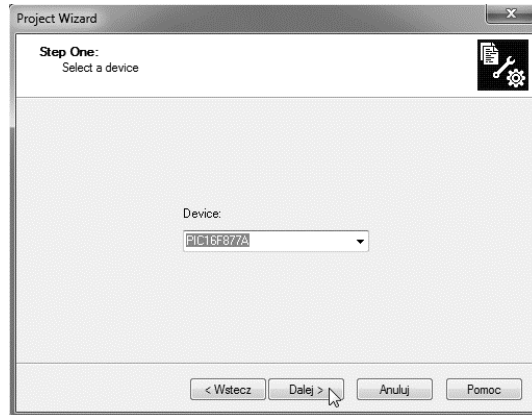 Project Wizard
x
Step One:
Select a device
Device:
PIC16F877A
< Wstecz
Dalej >
Anuluj
Pomoc